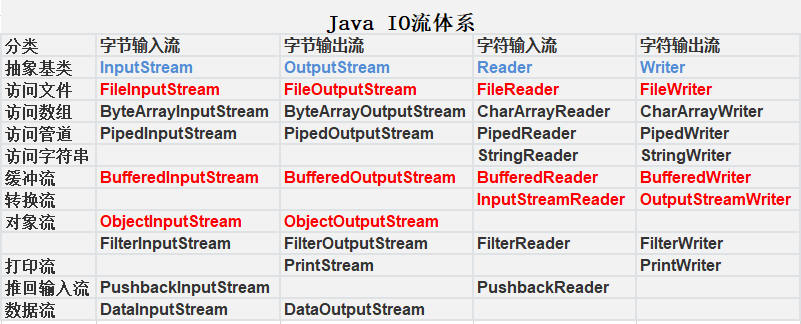 Java IO流体系
分类 字节输入流 字节输出流 字符输入流 字符输出流
抽象基类 InputStream OutputStream Reader Writer
访问文件 FileInputStream FileOutputStream FileReader FileWriter
访问数组 ByteArrayInputStream ByteArrayOutputStream CharArrayReader CharArrayWriter
访问管道 PipedInputStream PipedOutputStream PipedReader PipedWriter
访问字符串 StringReader StringWriter
缓冲流 BufferedInputStream BufferedOutputStream BufferedReader BufferedWriter
转换流 InputStreamReader OutputStreamWriter
对象流 ObjectInputStream ObjectOutputStream
FilterInputStream FilterOutputStream FilterReader FilterWriter
打印流 PrintStream PrintWriter
推回输入流 PushbackInputStream PushbackReader
数据流 DataInputStream DataOutputStream